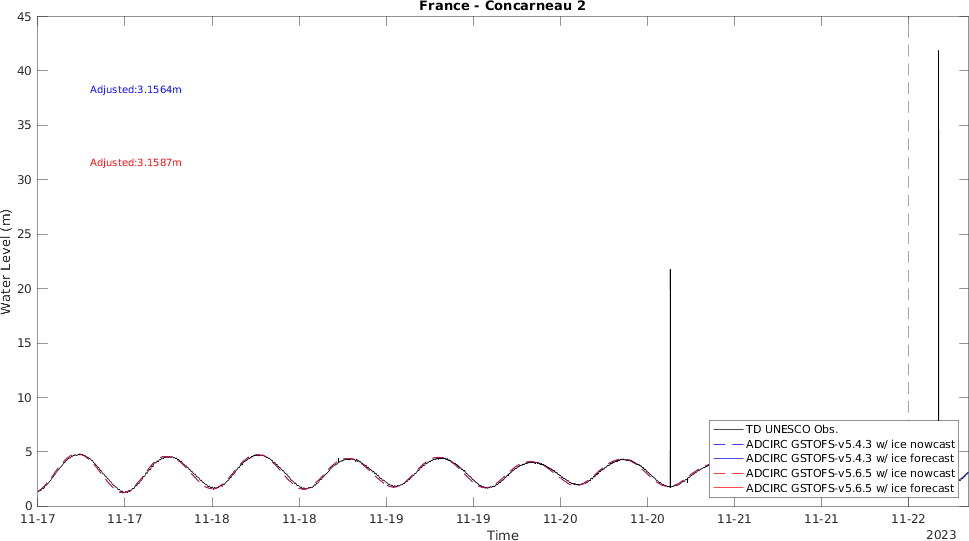 France - Concarneau 2
45
40
35
30
25
20
15
10
5
0
Water Level (m)
Adjusted:3.1564m
Adjusted:3.1587m
TD UNESCO Obs.
ADCIRC GSTOFS-v5.4.3 w/ ice nowcast
ADCIRC GSTOFS-v5.4.3 w/ ice forecast
ADCIRC GSTOFS-v5.6.5 w/ ice nowcast
ADCIRC GSTOFS-v5.6.5 w/ ice forecast
11-17 11-17 11-18 11-18 11-19 11-19 11-20 11-20 11-21 11-21 11-22
Time
2023